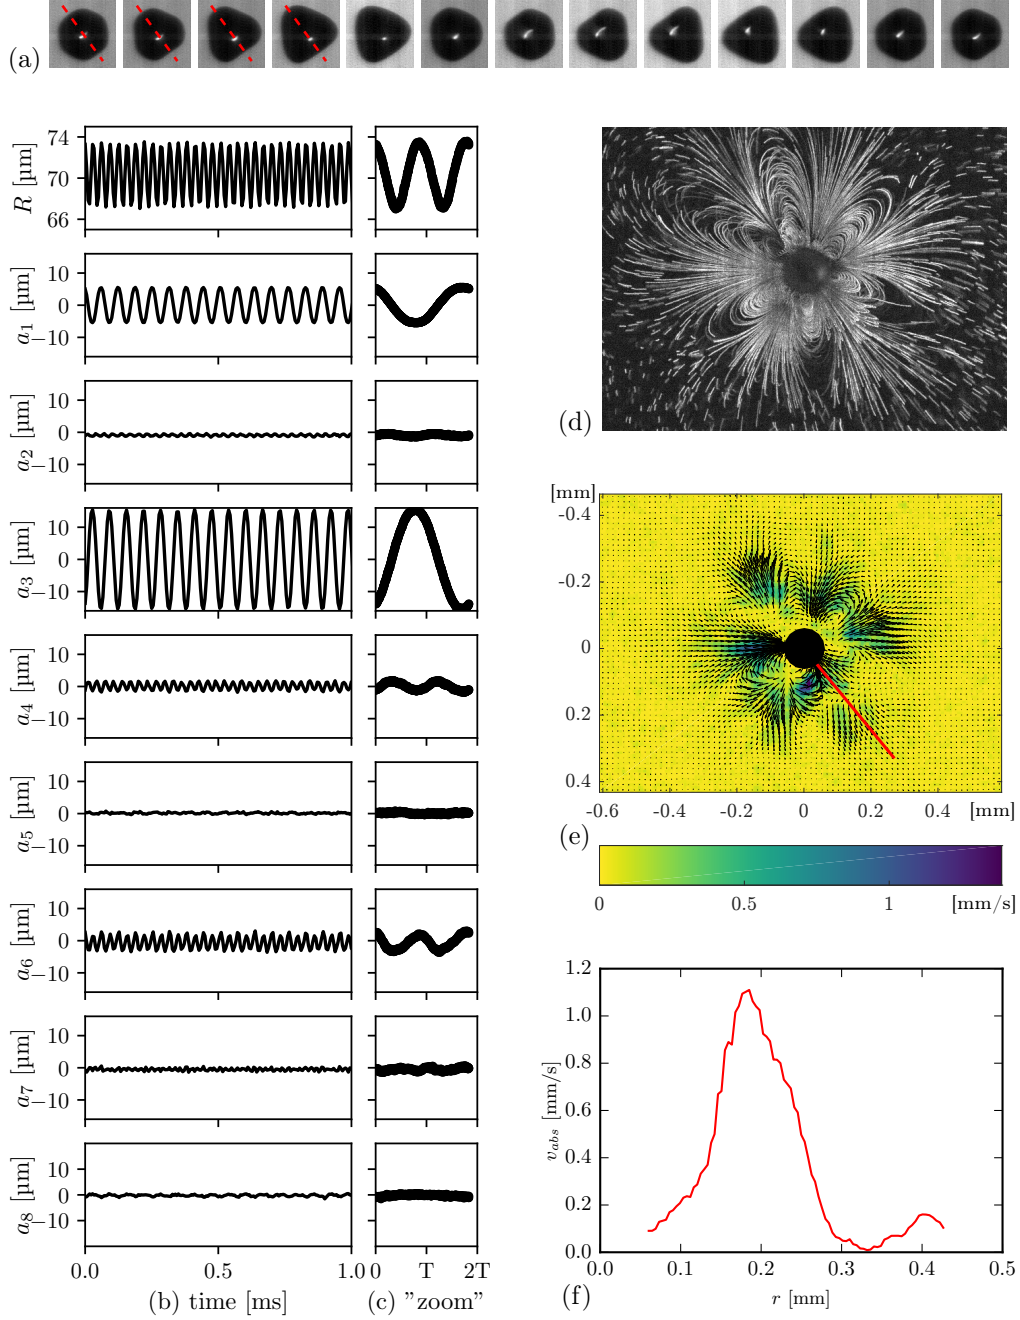 (a)
74
70
66
R [µm]
10
0
−10
a1 [µm]
10
0
−10
a2 [µm]
10
0
−10
a3 [µm]
10
0
−10
a4 [µm]
10
0
−10
a5 [µm]
10
0
−10
a6 [µm]
10
0
−10
a7 [µm]
10
0
−10
a8 [µm]
0.0 0.5 1.0
(b) time [ms]
0 T 2T
(c) "zoom"
(d)
[mm]
-0.4
-0.2
0
0.2
0.4
-0.6 -0.4 -0.2 0 0.2 0.4 [mm]
(e)
0 0.5 1 [mm/s]
1.2
1.0
0.8
0.6
0.4
0.2
0.0
vabs [mm/s]
0.0 0.1 0.2 0.3 0.4 0.5
r [mm]
(f)